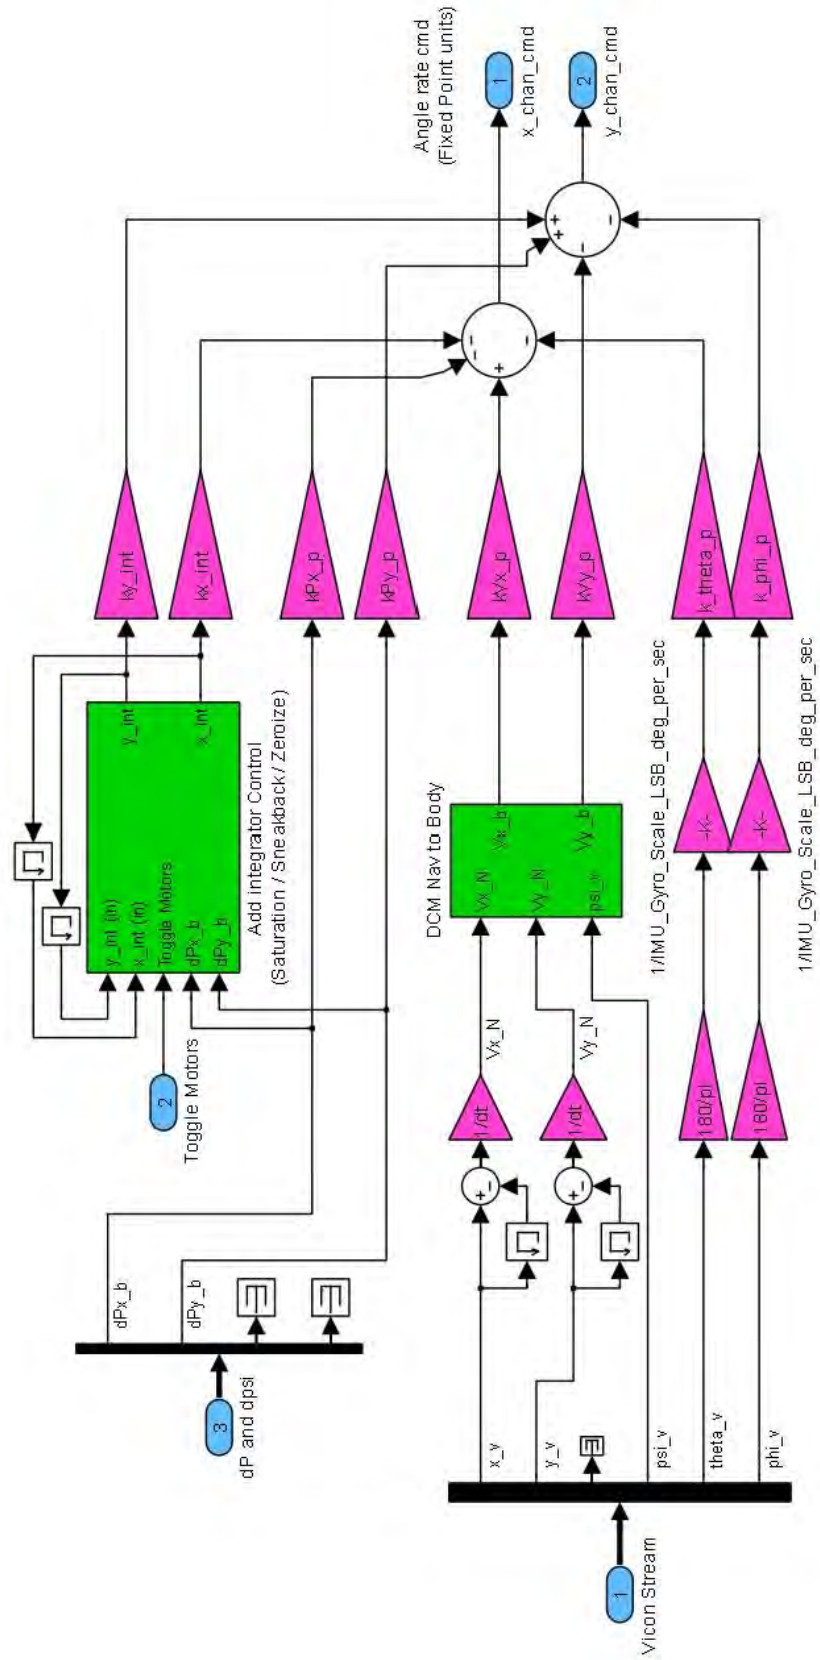 Angle rate cmd
(Fixed Point units)
1
x_chan_cmd
2
y_chan_cmd
ky_int
kx_int
kPx_p
kPy_p
kVx_p
kVy_p
k_theta_p
k_phi_p
y_int
x_int
y_int (in)
x_int (in)
Toggle Motors
dPx_b
dPy_b
Add integrator Control
(Saturation / Sneakback / Zeroize)
2
Toggle Motors
dPx_b
dPy_b
3
dP and dpsi
DCM Nav to Body
Vx_N
Vy_N
psi_v
Vx_b
Vy_b
Vx_N
Vy_N
1/dt
1/dt
+
-
+
-
x_v
y_v
psi_v
theta_v
phi_v
1
Vicon Stream
180/pi
180/pi
-K-
-K-
1/IMU_Gyro_Scale_LSB_deg_per_sec
1/IMU_Gyro_Scale_LSB_deg_per_sec
-
-
+
-
+
+
-
-